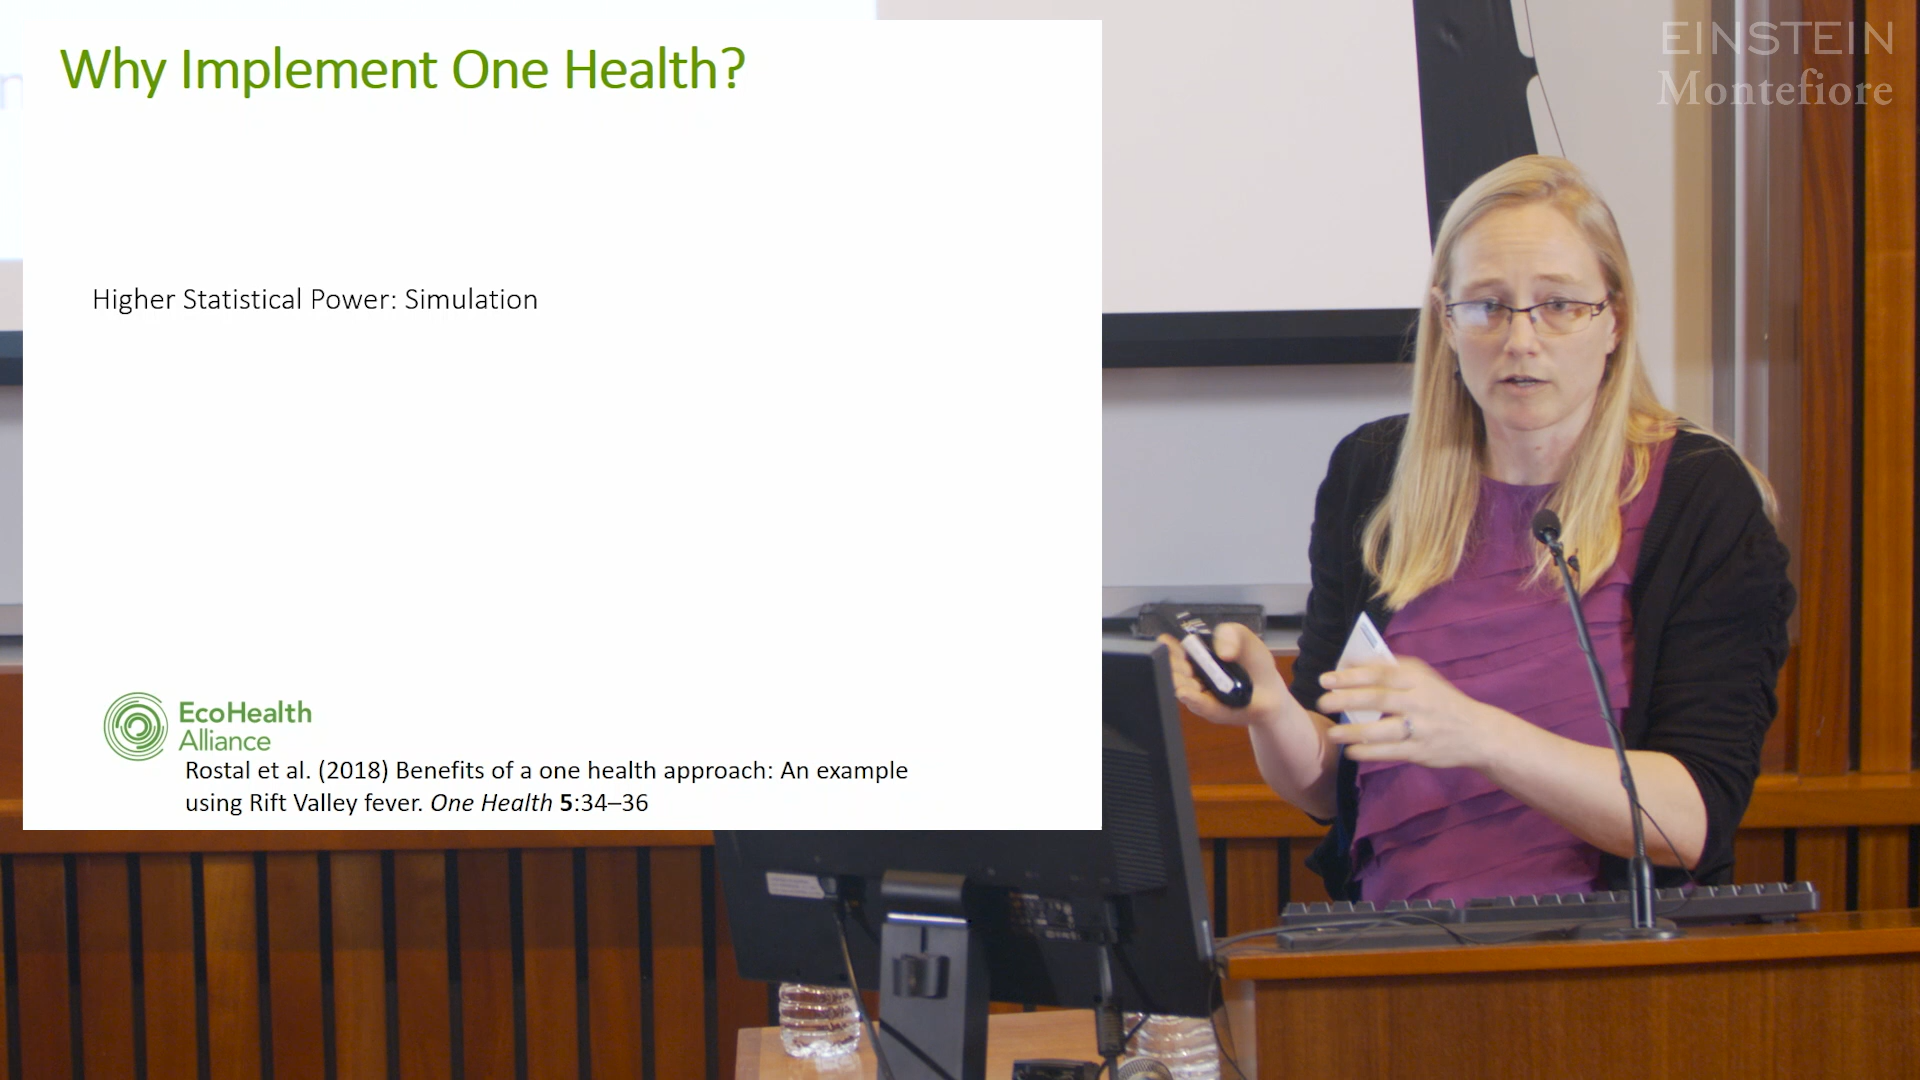 Why Implement One Health?
EINSTEIN
Montefiore
Higher Statistical Power: Simulation
EcoHealth
Alliance
Rostal et al. (2018) Benefits of a one health approach: An example
using Rift Valley fever. One Health 5:34–36